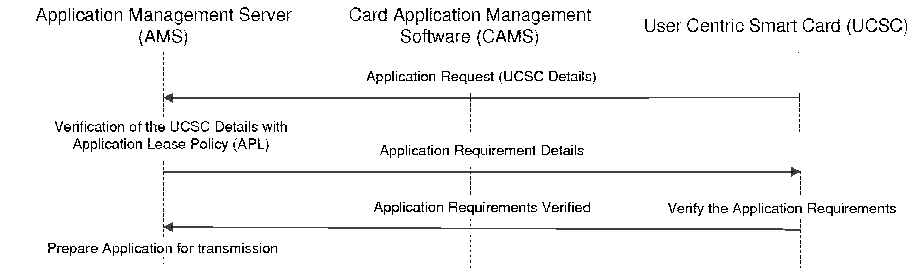 Application Management Server
(AMS)
Card Application Management
Software (CAMS)
User Centric Smart Card (UCSC)
Application Request (UCSC Details)
Verification of the UCSC Details with
Application Lease Policy (APL)
Application Requirement Details
Application Requirements Verified
Verify the Application Requirements
Prepare Application for transmission